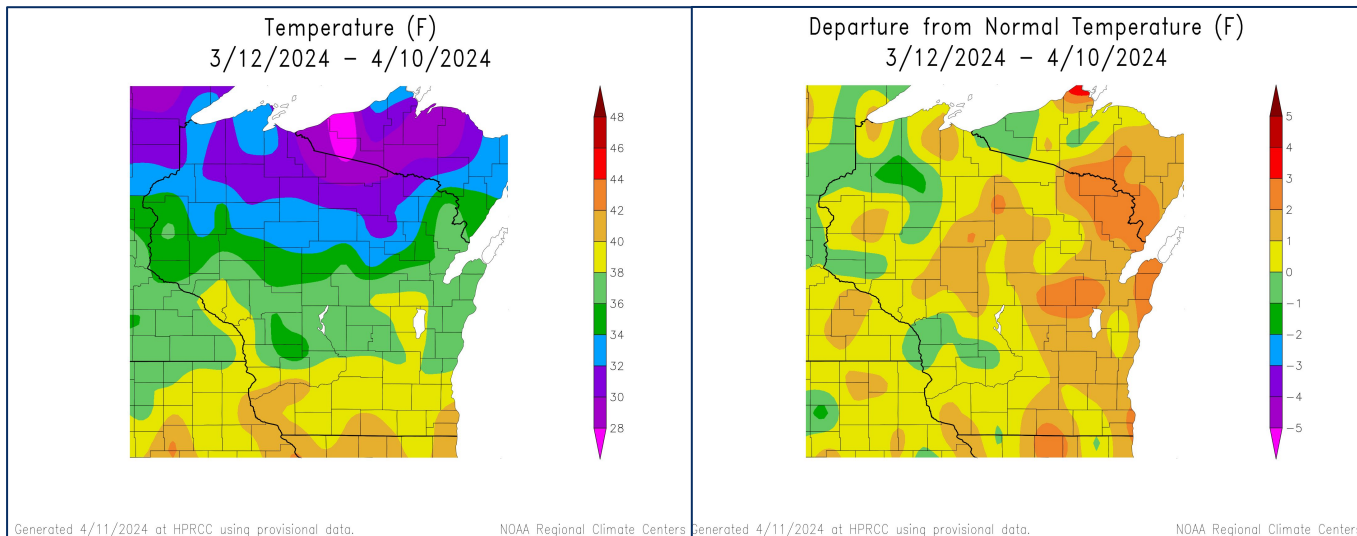 Temperature (F)
3/12/2024 – 4/10/2024
48
46
44
42
40
38
36
34
32
30
28
Generated 4/11/2024 at HPRCC using provisional data.
NOAA Regional Climate Centers
Departure from Normal Temperature (F)
3/12/2024 – 4/10/2024
5
4
3
2
1
0
−1
−2
−3
−4
−5
Generated 4/11/2024 at HPRCC using provisional data.
NOAA Regional Climate Centers